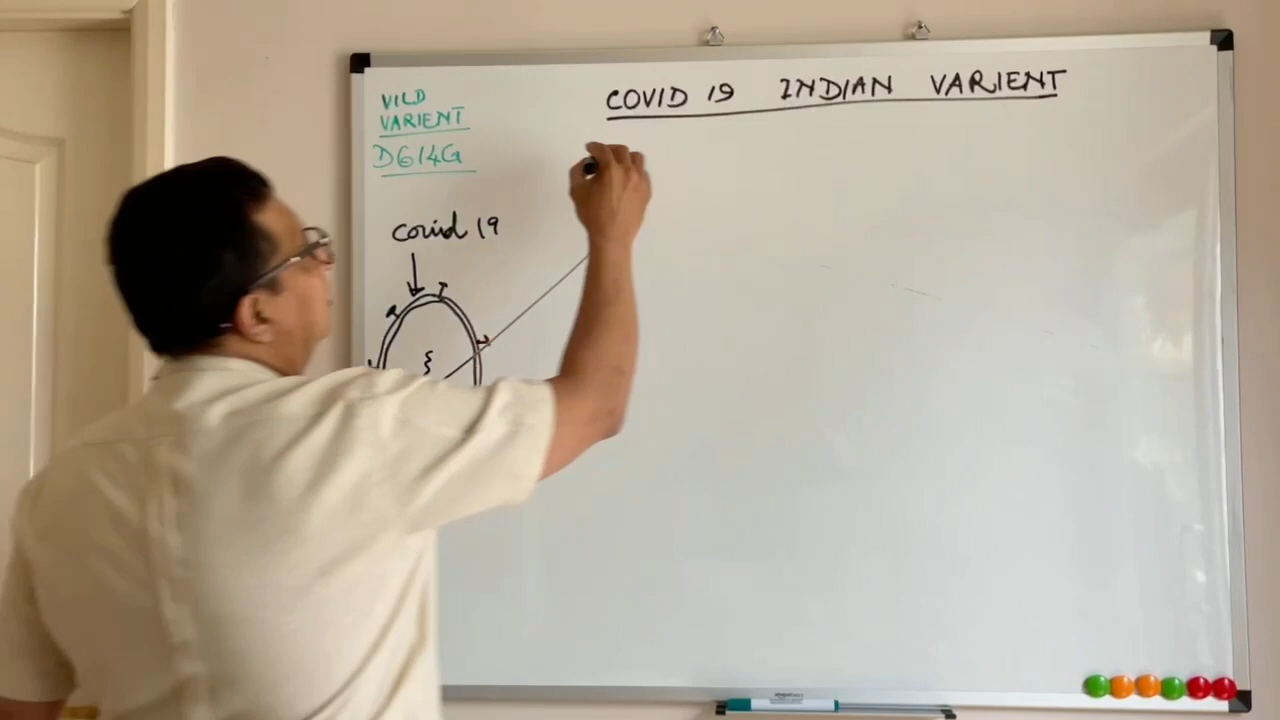 COVID 19 INDIAN VARIENT
VILD
VARIENT
D614G
Covid 19